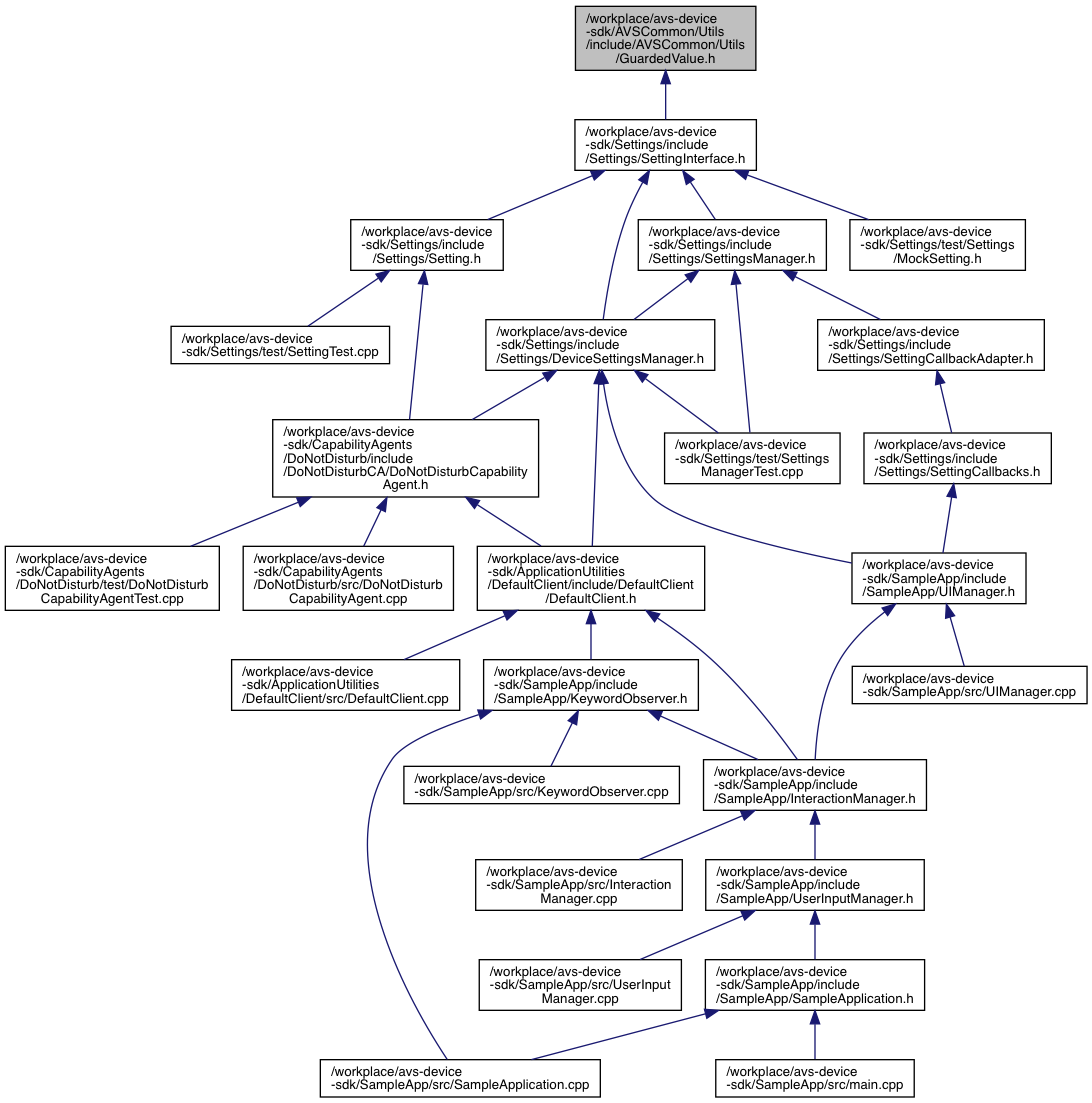 /workplace/avs-device
-sdk/AVSCommon/Utils
/include/AVSCommon/Utils
/GuardedValue.h
/workplace/avs-device
-sdk/Settings/include
/Settings/SettingInterface.h
/workplace/avs-device
-sdk/Settings/include
/Settings/Setting.h
/workplace/avs-device
-sdk/Settings/include
/Settings/SettingsManager.h
/workplace/avs-device
-sdk/Settings/test/Settings
/MockSetting.h
/workplace/avs-device
-sdk/Settings/test/SettingTest.cpp
/workplace/avs-device
-sdk/Settings/include
/Settings/DeviceSettingsManager.h
/workplace/avs-device
-sdk/Settings/include
/Settings/SettingCallbackAdapter.h
/workplace/avs-device
-sdk/CapabilityAgents
/DoNotDisturb/include
/DoNotDisturbCA/DoNotDisturbCapability
Agent.h
/workplace/avs-device
-sdk/Settings/test/Settings
ManagerTest.cpp
/workplace/avs-device
-sdk/Settings/include
/Settings/SettingCallbacks.h
/workplace/avs-device
-sdk/CapabilityAgents
/DoNotDisturb/test/DoNotDisturb
CapabilityAgentTest.cpp
/workplace/avs-device
-sdk/CapabilityAgents
/DoNotDisturb/src/DoNotDisturb
CapabilityAgent.cpp
/workplace/avs-device
-sdk/ApplicationUtilities
/DefaultClient/include/DefaultClient
/DefaultClient.h
/workplace/avs-device
-sdk/SampleApp/include
/SampleApp/UIManager.h
/workplace/avs-device
-sdk/ApplicationUtilities
/DefaultClient/src/DefaultClient.cpp
/workplace/avs-device
-sdk/SampleApp/include
/SampleApp/KeywordObserver.h
/workplace/avs-device
-sdk/SampleApp/src/UIManager.cpp
/workplace/avs-device
-sdk/SampleApp/src/KeywordObserver.cpp
/workplace/avs-device
-sdk/SampleApp/include
/SampleApp/InteractionManager.h
/workplace/avs-device
-sdk/SampleApp/src/Interaction
Manager.cpp
/workplace/avs-device
-sdk/SampleApp/include
/SampleApp/UserInputManager.h
/workplace/avs-device
-sdk/SampleApp/src/UserInput
Manager.cpp
/workplace/avs-device
-sdk/SampleApp/include
/SampleApp/SampleApplication.h
/workplace/avs-device
-sdk/SampleApp/src/SampleApplication.cpp
/workplace/avs-device
-sdk/SampleApp/src/main.cpp